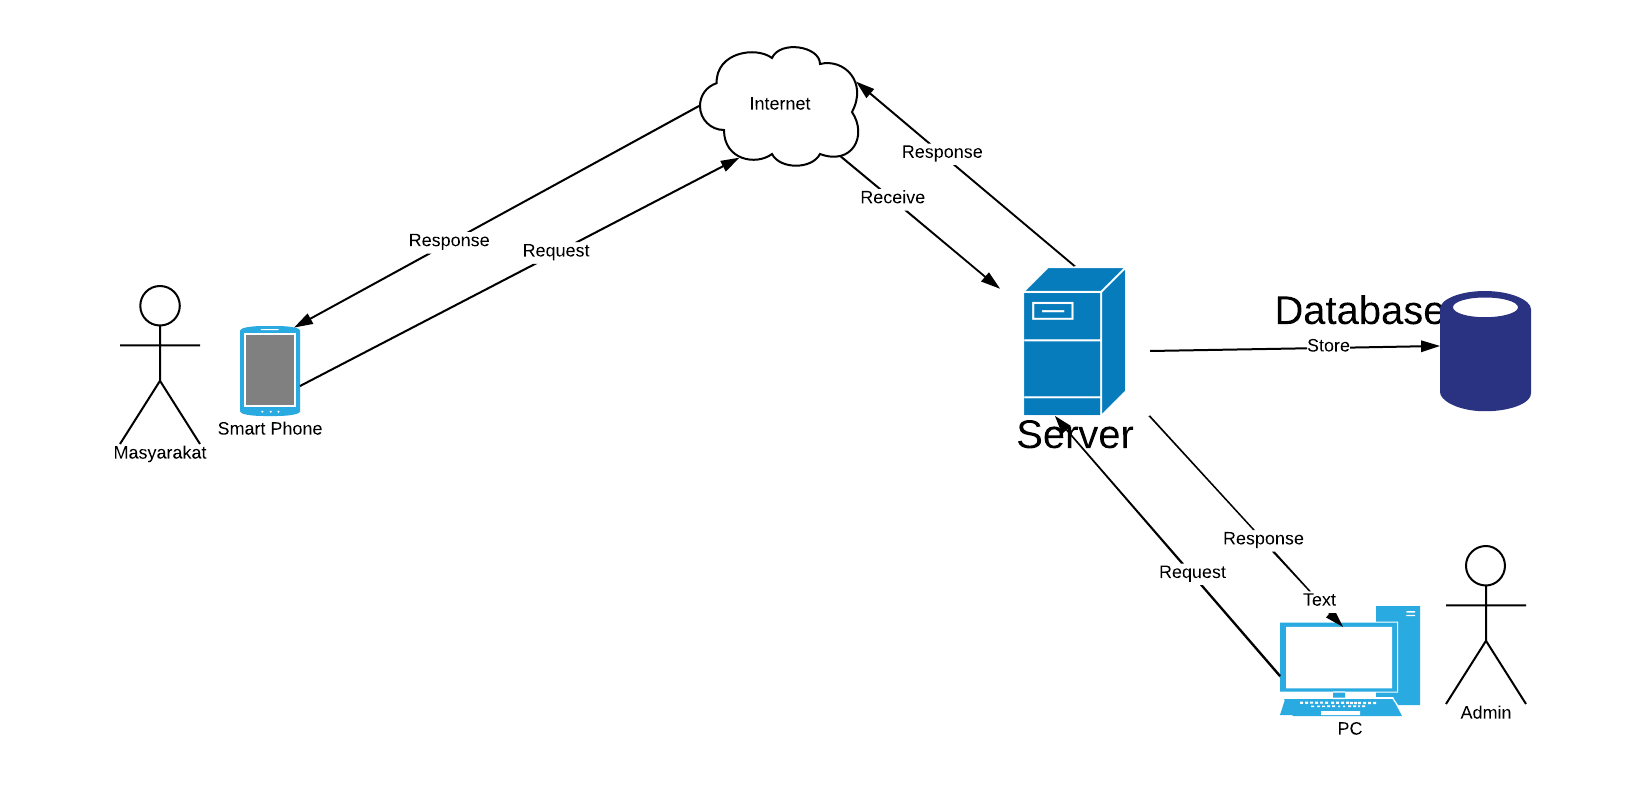 Internet
Response
Receive
Response
Request
Database
Store
Smart Phone
Masyarakat
Server
Response
Request
Text
Admin
PC